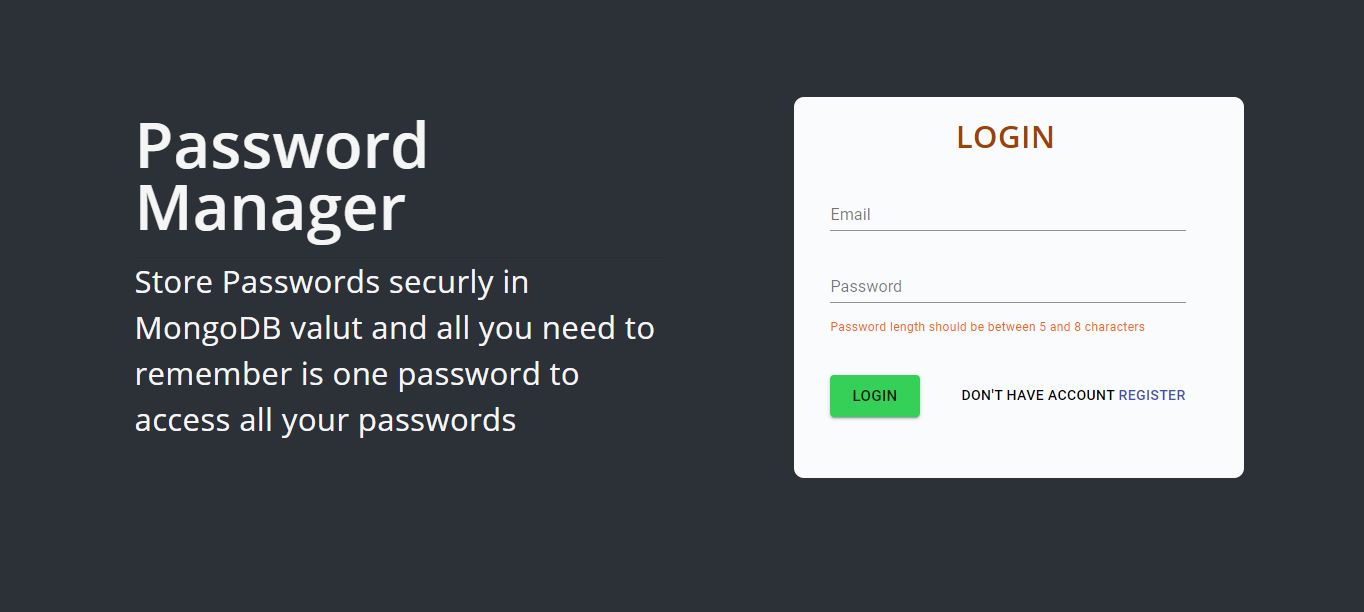 Password
Manager
Store Passwords securly in
MongoDB valut and all you need to
remember is one password to
access all your passwords
LOGIN
Email
Password
Password length should be between 5 and 8 characters
LOGIN
DON'T HAVE ACCOUNT REGISTER